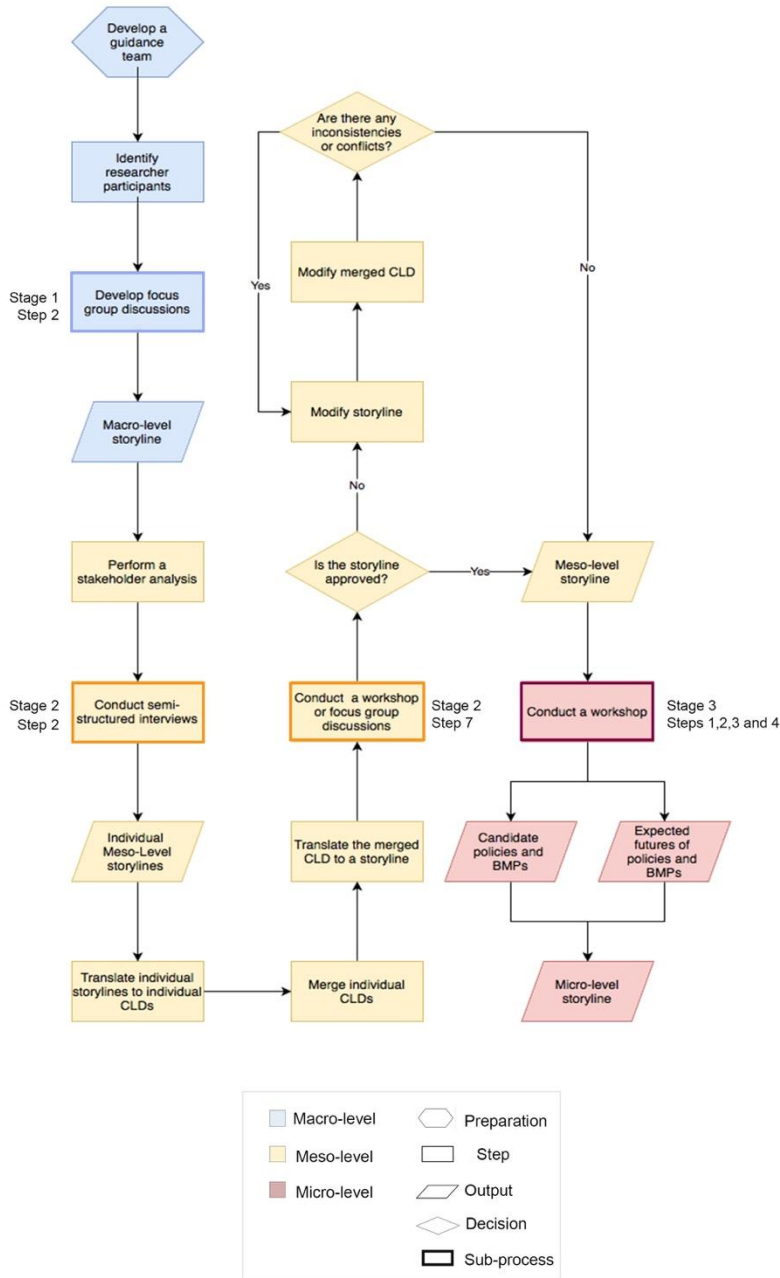 Develop a
guidance
team
Identify
researcher
participants
Stage 1
Step 2
Develop focus
group discussions
Macro-level
storyline
Perform a
stakeholder analysis
Stage 2
Step 2
Conduct semi-
structured interviews
Individual
Meso-Level
storylines
Translate individual
storylines to individual
CLDs
Are there any
inconsistencies
or conflicts?
Yes
No
Modify merged CLD
Modify storyline
No
Is the storyline
approved?
Yes
Conduct a workshop
or focus group
discussions
Stage 2
Step 7
Translate the merged
CLD to a storyline
Merge individual
CLDs
Meso-level
storyline
Conduct a workshop
Stage 3
Steps 1,2,3 and 4
Candidate
policies and
BMPs
Expected
futures of
policies and
BMPs
Micro-level
storyline
Macro-level
Meso-level
Micro-level
Preparation
Step
Output
Decision
Sub-process